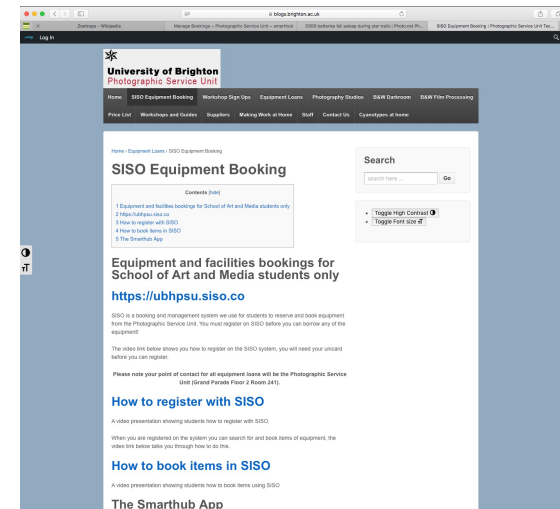 blogs.brighton.ac.uk
Zoetrope - Wikipedia
Manage Bookings – Photographic Service Unit – smarthub
D200 batteries fall asleep during star trails | Photo.net Ph...
SISO Equipment Booking | Photographic Service Unit Tec...
Log In
University of Brighton
Photographic Service Unit
Home SISO Equipment Booking Workshop Sign Ups Equipment Loans Photography Studios B&W Darkroom B&W Film Processing
Price List Workshops and Guides Suppliers Making Work at Home Staff Contact Us Cyanotypes at home
Home › Equipment Loans › SISO Equipment Booking
SISO Equipment Booking
Contents [hide]
1 Equipment and facilities bookings for School of Art and Media students only
2 https://ubhpsu.siso.co
3 How to register with SISO
4 How to book items in SISO
5 The Smarthub App
Search
search here ... Go
Toggle High Contrast
Toggle Font size
Equipment and facilities bookings for
School of Art and Media students only
https://ubhpsu.siso.co
SISO is a booking and management system we use for students to reserve and book equipment
from the Photographic Service Unit. You must register on SISO before you can borrow any of the
equipment!
The video link below shows you how to register on the SISO system, you will need your unicard
before you can register.
Please note your point of contact for all equipment loans will be the Photographic Service
Unit (Grand Parade Floor 2 Room 241).
How to register with SISO
A video presentation showing students how to register with SISO.
When you are registered on the system you can search for and book items of equipment, the
video link below talks you through how to do this.
How to book items in SISO
A video presentation showing students how to book items using SISO
The Smarthub App